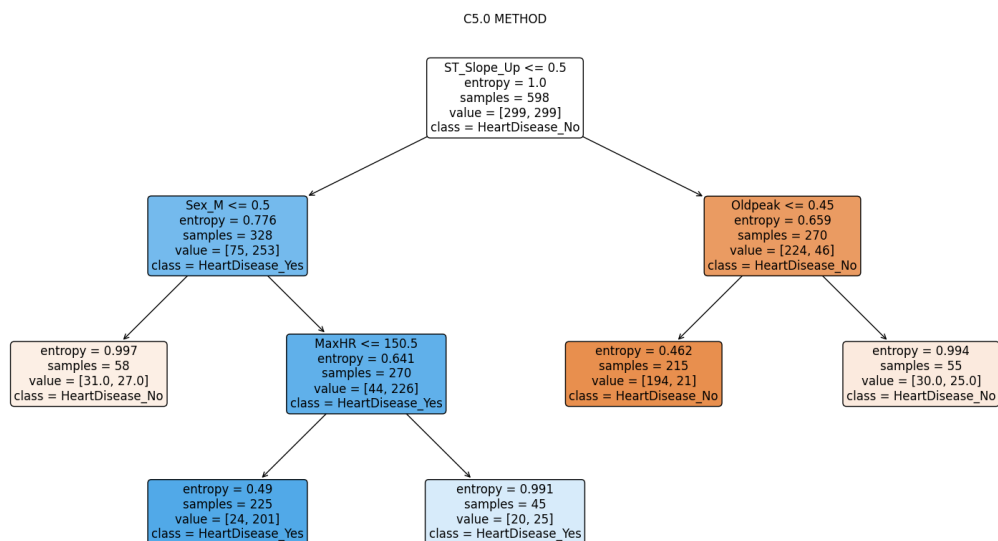 C5.0 METHOD
ST_Slope_Up <= 0.5
entropy = 1.0
samples = 598
value = [299, 299]
class = HeartDisease_No
Sex_M <= 0.5
entropy = 0.776
samples = 328
value = [75, 253]
class = HeartDisease_Yes
Oldpeak <= 0.45
entropy = 0.659
samples = 270
value = [224, 46]
class = HeartDisease_No
entropy = 0.997
samples = 58
value = [31.0, 27.0]
class = HeartDisease_No
MaxHR <= 150.5
entropy = 0.641
samples = 270
value = [44, 226]
class = HeartDisease_Yes
entropy = 0.462
samples = 215
value = [194, 21]
class = HeartDisease_No
entropy = 0.994
samples = 55
value = [30.0, 25.0]
class = HeartDisease_No
entropy = 0.49
samples = 225
value = [24, 201]
class = HeartDisease_Yes
entropy = 0.991
samples = 45
value = [20, 25]
class = HeartDisease_Yes